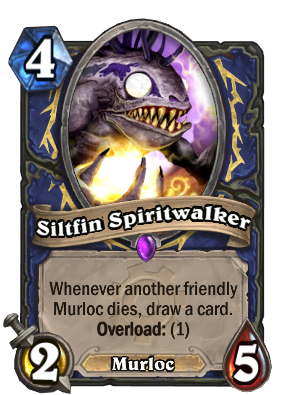 4
Siltfin Spiritwalker
Whenever another friendly
Murloc dies, draw a card.
Overload: (1)
2
Murloc
5